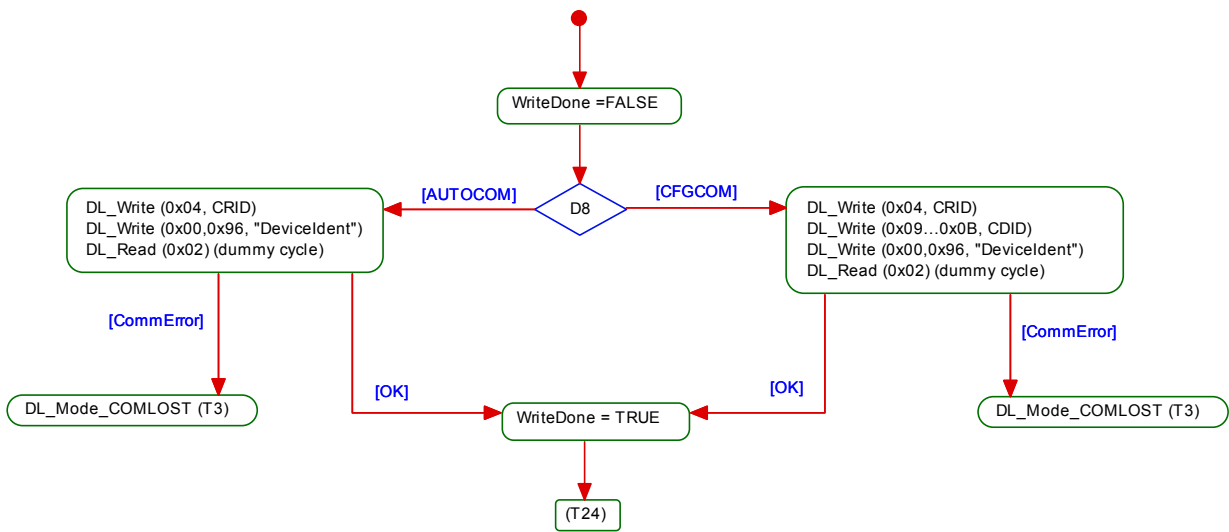 WriteDone =FALSE
[AUTOCOM]
D8
[CFGCOM]
DL_Write (0x04, CRID)
DL_Write (0x00,0x96, "DeviceIdent")
DL_Read (0x02) (dummy cycle)
DL_Write (0x04, CRID)
DL_Write (0x09...0x0B, CDID)
DL_Write (0x00,0x96, "DeviceIdent")
DL_Read (0x02) (dummy cycle)
[CommError]
[OK]
[OK]
[CommError]
DL_Mode_COMLOST (T3)
WriteDone = TRUE
DL_Mode_COMLOST (T3)
(T24)